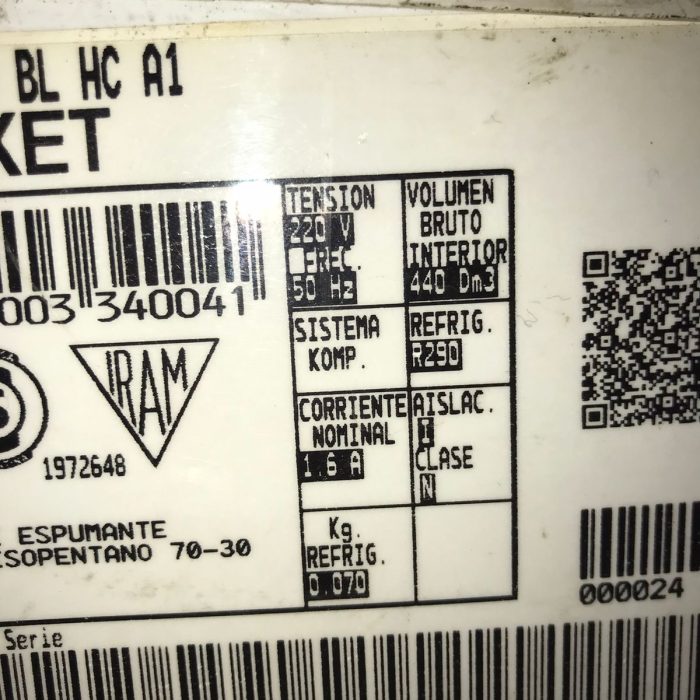 BL HC A1
KET
003 340041
IRAM
1972648
ESPUMANTE
SOPENTANO 70-30
Serie
TENSION
220 V
FREC.
50 Hz
VOLUMEN
BRUTO
INTERIOR
440 Dm3
SISTEMA
KOMP.
REFRIG.
R290
CORRIENTE
NOMINAL
1.6 A
AISLAC.
I
CLASE
N
Kg.
REFRIG.
0.070
000024